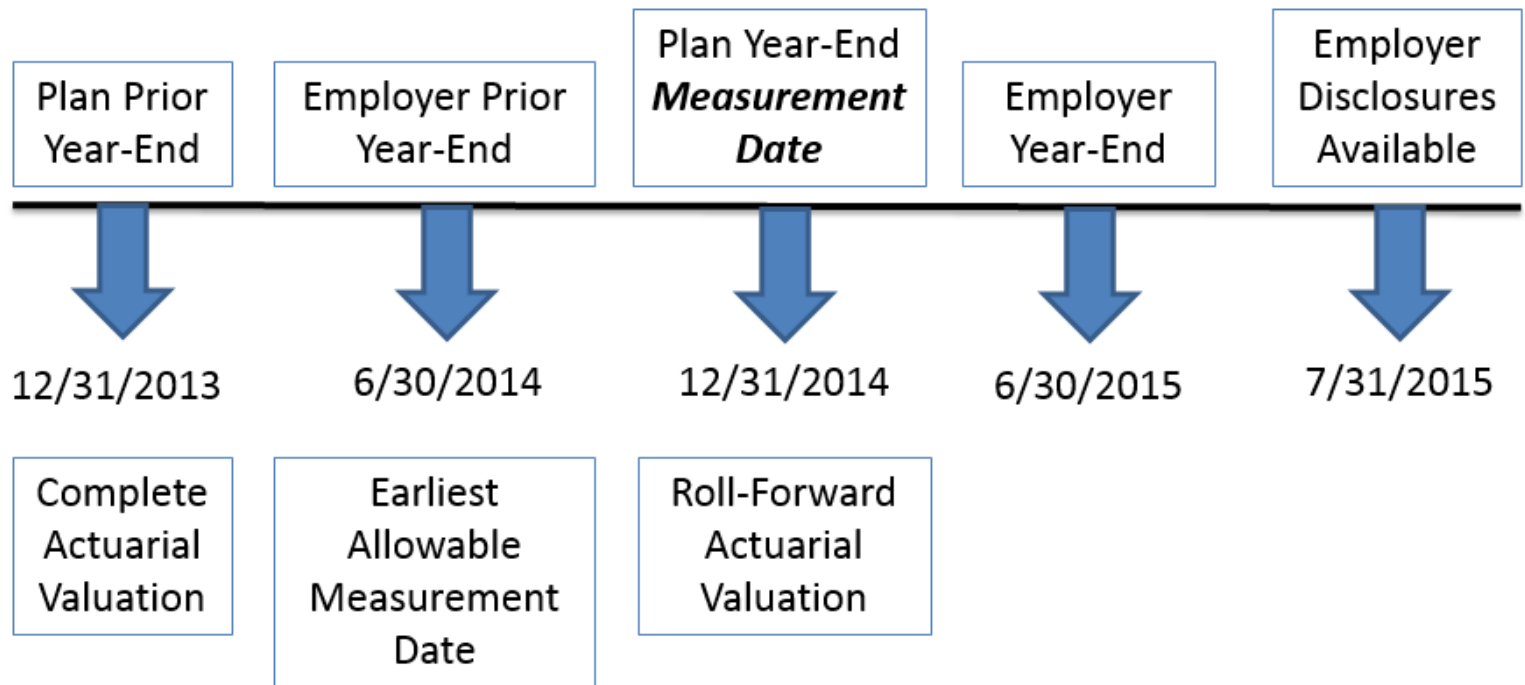 Plan Prior
Year-End
Employer Prior
Year-End
Plan Year-End
Measurement
Date
Employer
Year-End
Employer
Disclosures
Available
12/31/2013
6/30/2014
12/31/2014
6/30/2015
7/31/2015
Complete
Actuarial
Valuation
Earliest
Allowable
Measurement
Date
Roll-Forward
Actuarial
Valuation